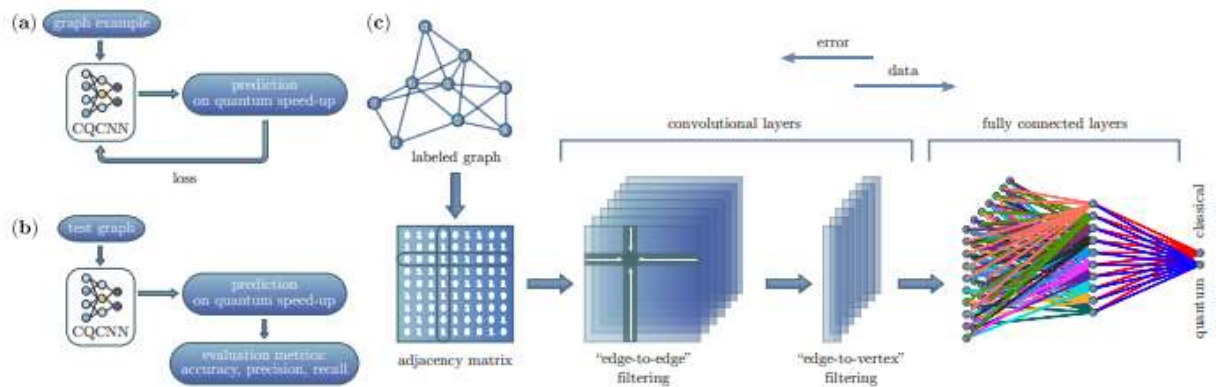 (a)
graph example
CQCNN
prediction
on quantum speed-up
loss
(b)
test graph
CQCNN
prediction
on quantum speed-up
evaluation metrics:
accuracy, precision, recall
(c)
labeled graph
adjacency matrix
error
data
convolutional layers
fully connected layers
"edge-to-edge"
filtering
"edge-to-vertex"
filtering
classical
quantum